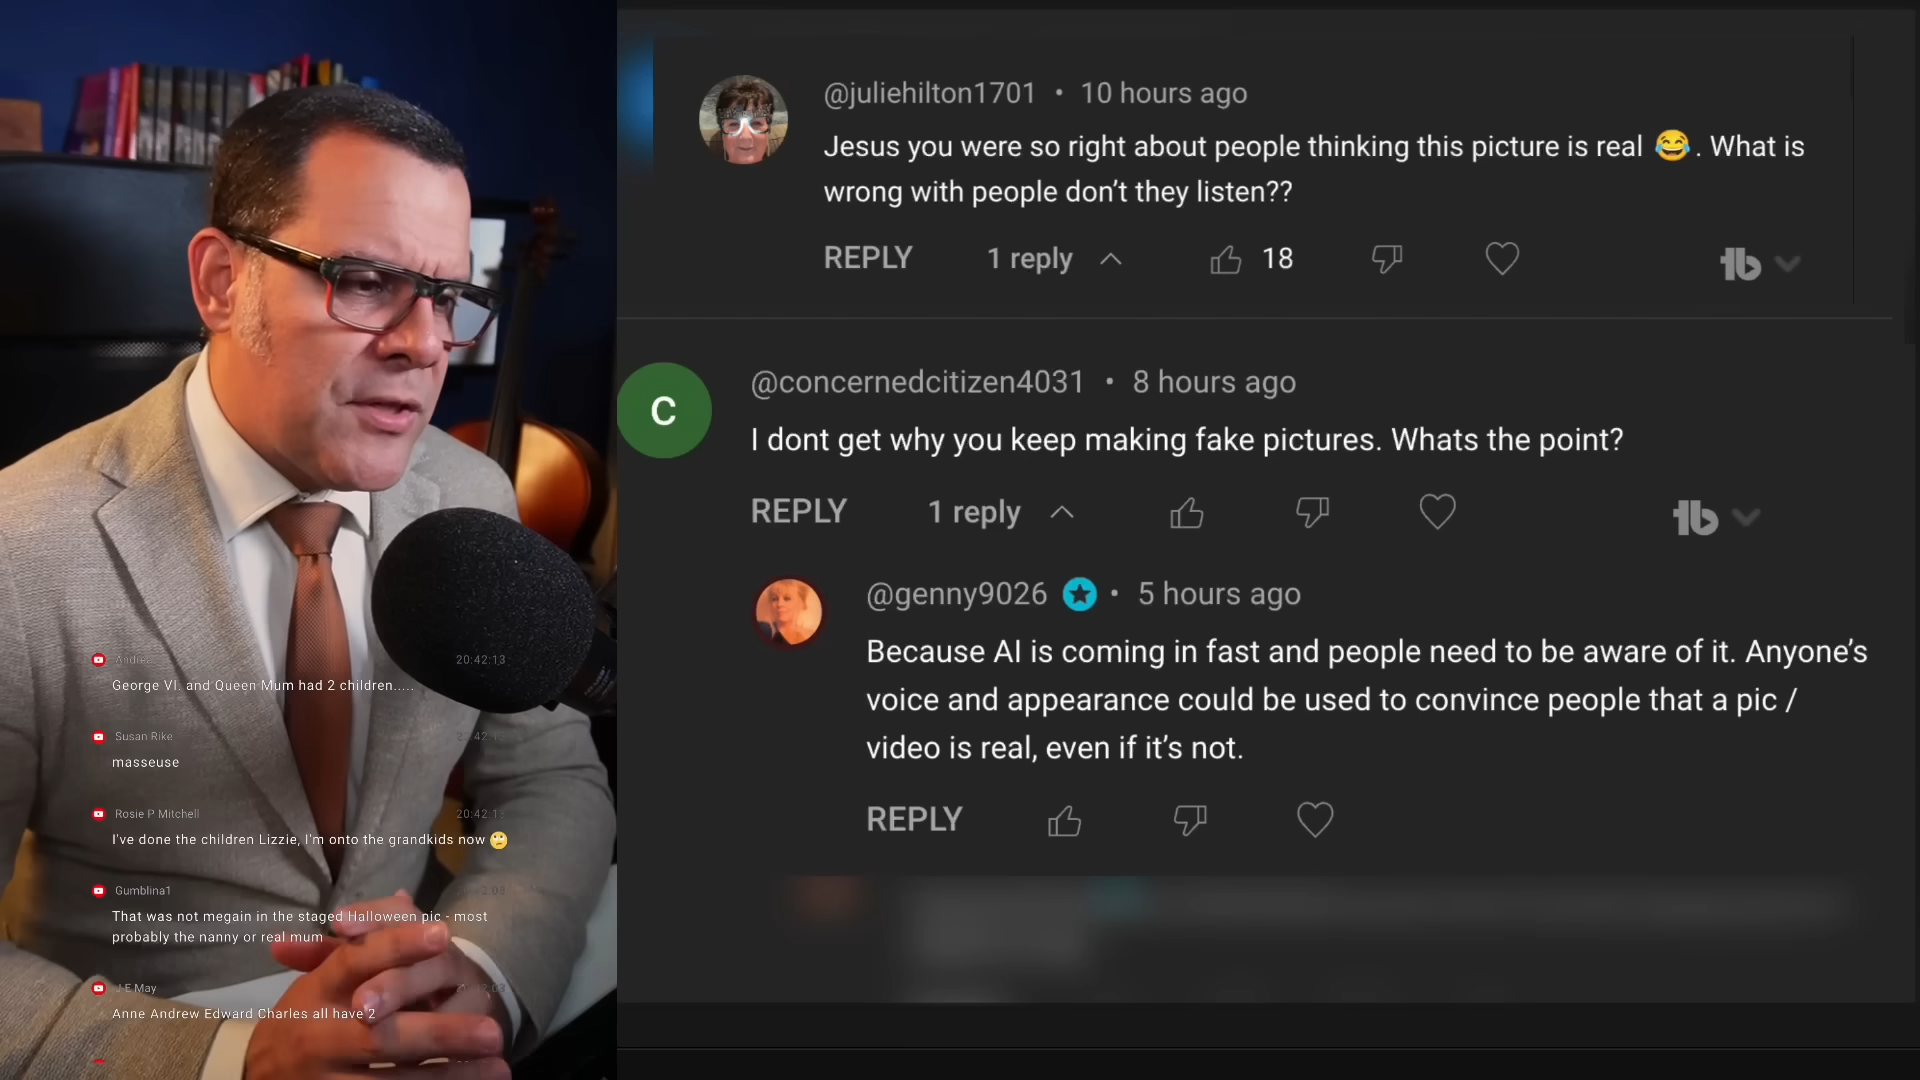 @juliehilton1701 • 10 hours ago
Jesus you were so right about people thinking this picture is real 😂. What is
wrong with people don't they listen??
REPLY 1 reply 18
C
@concernedcitizen4031 • 8 hours ago
I dont get why you keep making fake pictures. Whats the point?
REPLY 1 reply
@genny9026 • 5 hours ago
Because AI is coming in fast and people need to be aware of it. Anyone's
voice and appearance could be used to convince people that a pic /
video is real, even if it's not.
REPLY
20:42:13
George VI. and Queen Mum had 2 children.....
Susan Rike
masseuse
Rosie P Mitchell
I've done the children Lizzie, I'm onto the grandkids now 🙄
Gumblina1
That was not megain in the staged Halloween pic - most
probably the nanny or real mum
J E May
Anne Andrew Edward Charles all have 2